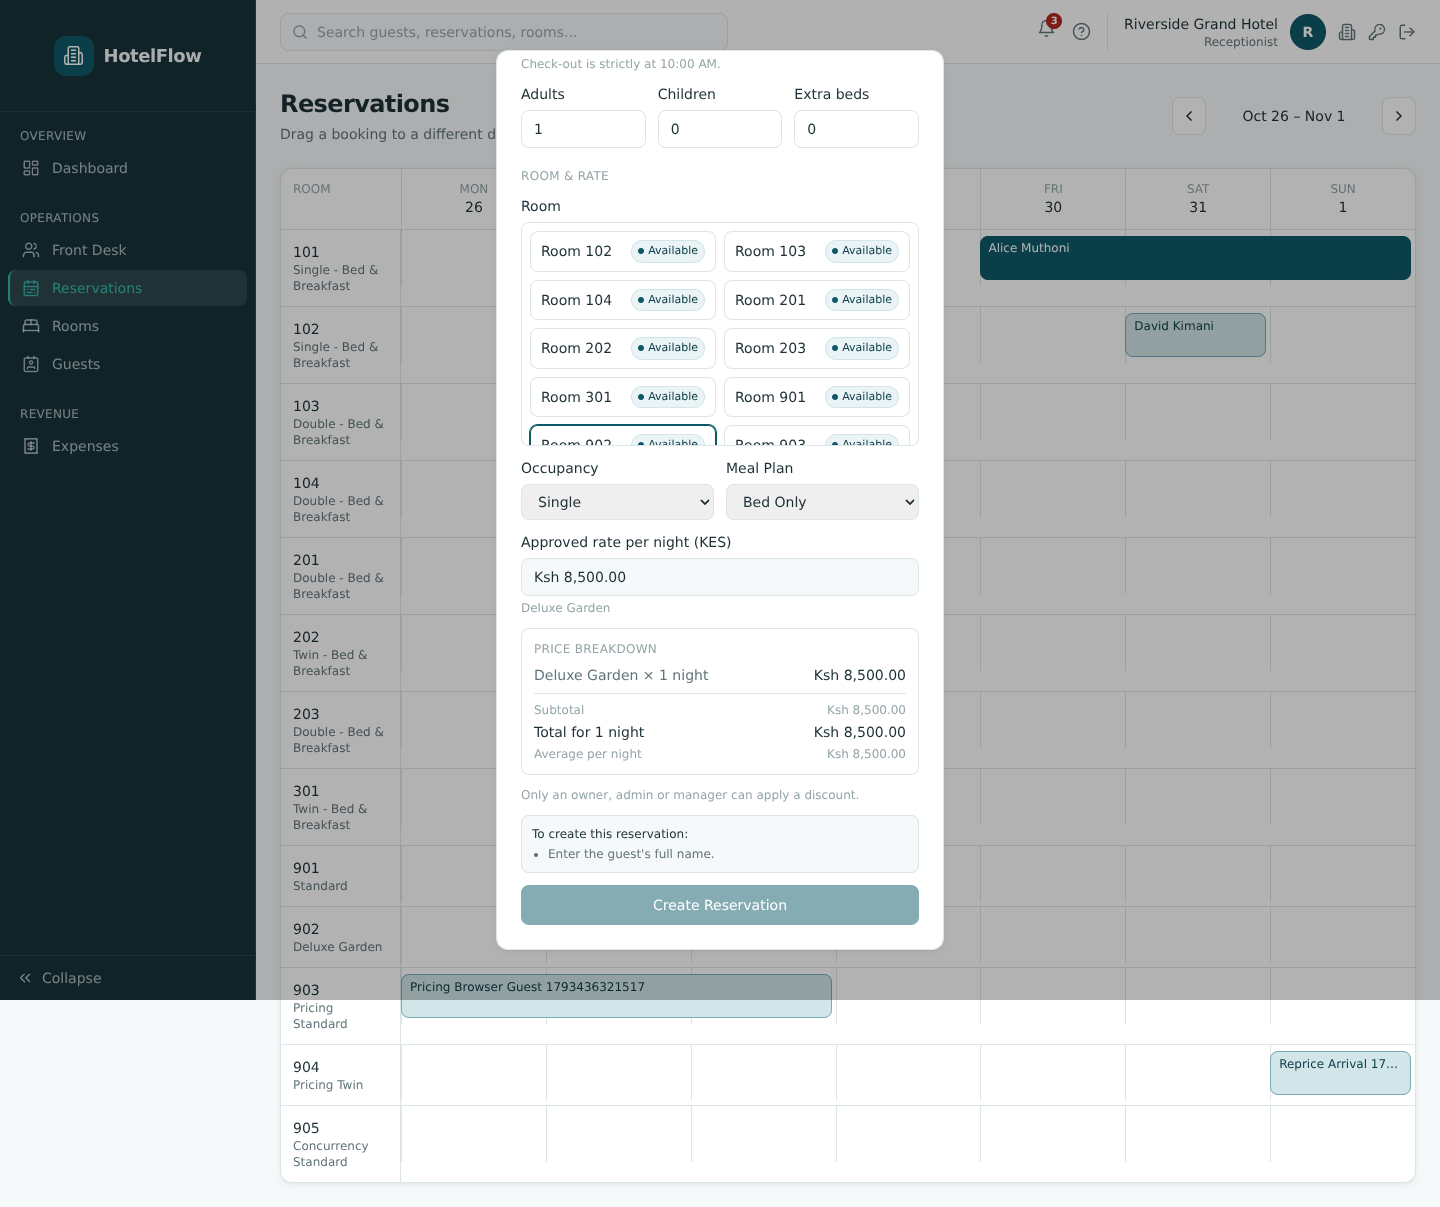 HotelFlow
OVERVIEW
Dashboard
OPERATIONS
Front Desk
Reservations
Rooms
Guests
REVENUE
Expenses
Collapse
Search guests, reservations, rooms...
3
Riverside Grand Hotel
Receptionist
R
Reservations
Drag a booking to a different d
Oct 26 – Nov 1
ROOM
MON
26
FRI
30
SAT
31
SUN
1
101
Single - Bed &
Breakfast
Alice Muthoni
102
Single - Bed &
Breakfast
David Kimani
103
Double - Bed &
Breakfast
104
Double - Bed &
Breakfast
201
Double - Bed &
Breakfast
202
Twin - Bed &
Breakfast
203
Double - Bed &
Breakfast
301
Twin - Bed &
Breakfast
901
Standard
902
Deluxe Garden
903
Pricing
Standard
Pricing Browser Guest 1793436321517
904
Pricing Twin
Reprice Arrival 17...
905
Concurrency
Standard
Check-out is strictly at 10:00 AM.
Adults
Children
Extra beds
1
0
0
ROOM & RATE
Room
Room 102 Available
Room 103 Available
Room 104 Available
Room 201 Available
Room 202 Available
Room 203 Available
Room 301 Available
Room 901 Available
Room 902 Available
Room 903 Available
Occupancy
Meal Plan
Single
Bed Only
Approved rate per night (KES)
Ksh 8,500.00
Deluxe Garden
PRICE BREAKDOWN
Deluxe Garden × 1 night Ksh 8,500.00
Subtotal Ksh 8,500.00
Total for 1 night Ksh 8,500.00
Average per night Ksh 8,500.00
Only an owner, admin or manager can apply a discount.
To create this reservation:
• Enter the guest's full name.
Create Reservation